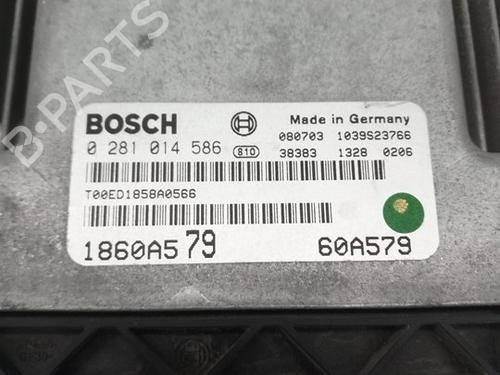 BOSCH
Made in Germany
080703 1039S23766
0 281 014 586 810 38383 1328 0206
T00ED1858A0566
1860A579 60A579
B-PARTS